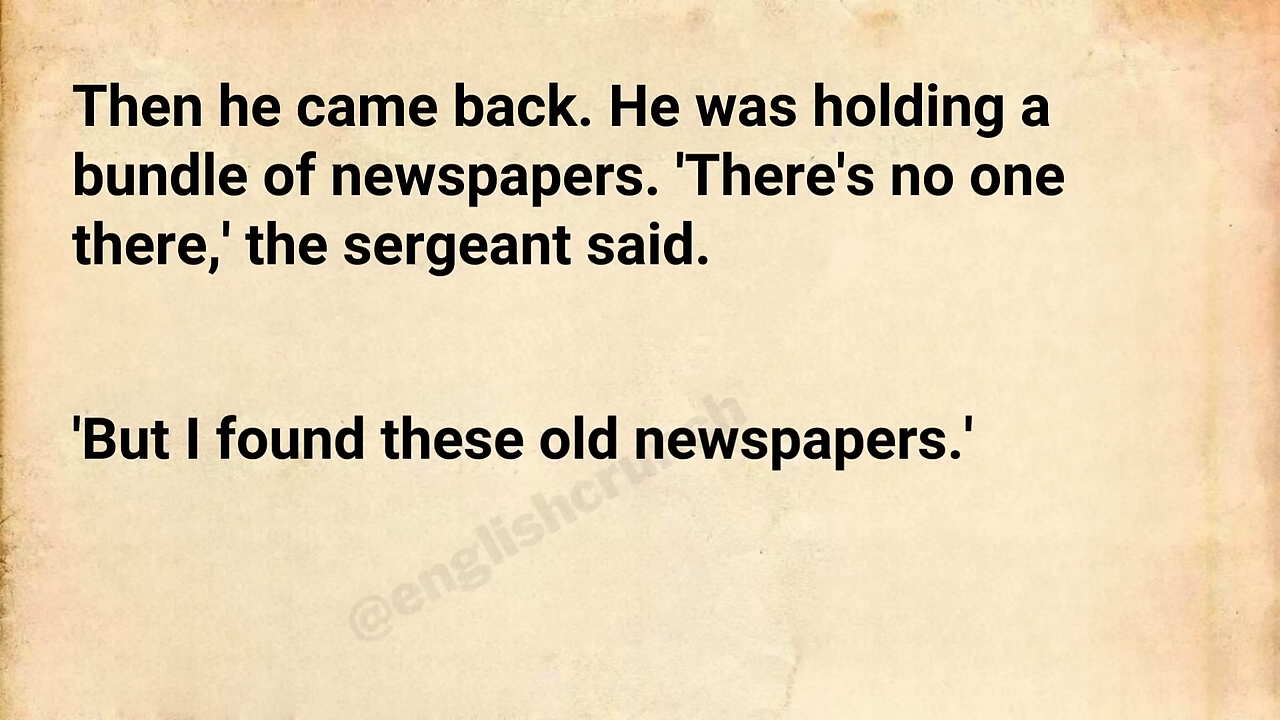 Then he came back. He was holding a
bundle of newspapers. 'There's no one
there,' the sergeant said.
'But I found these old newspapers.'
@englishcrush